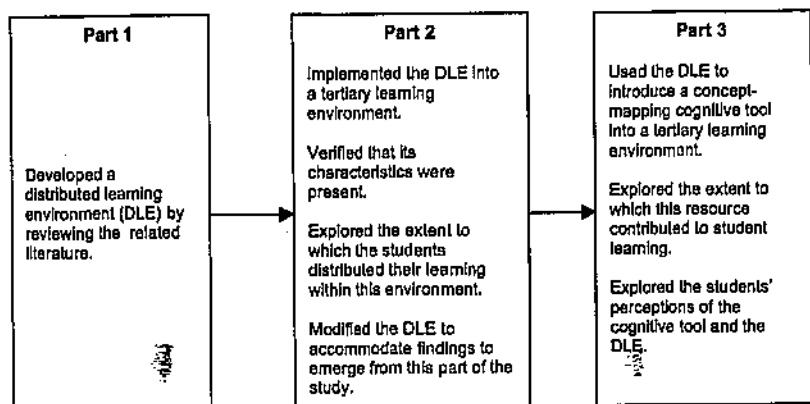 Part 1
Developed a
distributed learning
environment (DLE) by
reviewing the related
literature.
Part 2
Implemented the DLE into
a tertiary learning
environment.
Verified that its
characteristics were
present.
Explored the extent to
which the students
distributed their learning
within this environment.
Modified the DLE to
accommodate findings to
emerge from this part of the
study.
Part 3
Used the DLE to
introduce a concept-
mapping cognitive tool
into a tertiary learning
environment.
Explored the extent to
which this resource
contributed to student
learning.
Explored the students'
perceptions of the
cognitive tool and the
DLE.